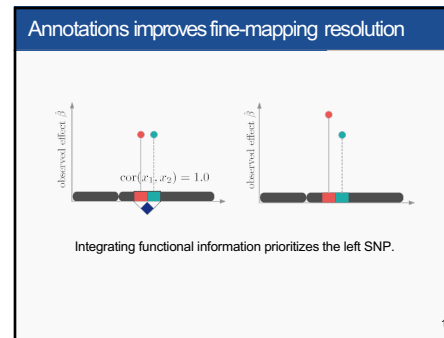 Annotations improves fine-mapping resolution
observed effect β̂
cor(x₁, x₂) = 1.0
observed effect β̂
Integrating functional information prioritizes the left SNP.